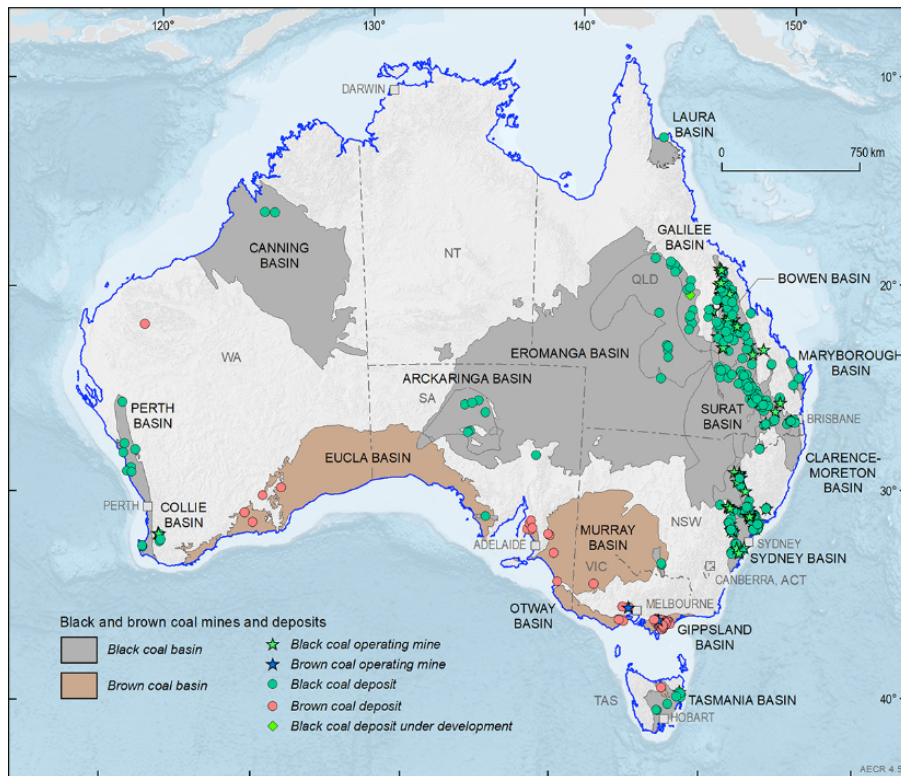 120°
130°
140°
150°
10°
DARWIN
LAURA
BASIN
0
750 km
GALILEE
BASIN
CANNING
BASIN
NT
QLD
BOWEN BASIN
20°
WA
EROMANGA BASIN
MARYBOROUGH
BASIN
ARCKARINGA BASIN
SA
PERTH
BASIN
SURAT
BASIN
BRISBANE
EUCLA BASIN
CLARENCE-
MORETON
BASIN
30°
PERTH
COLLIE
BASIN
NSW
MURRAY
BASIN
ADELAIDE
SYDNEY
SYDNEY BASIN
VIC
CANBERRA, ACT
OTWAY
BASIN
MELBOURNE
GIPPSLAND
BASIN
Black and brown coal mines and deposits
Black coal basin
Brown coal basin
Black coal operating mine
Brown coal operating mine
Black coal deposit
Brown coal deposit
Black coal deposit under development
TAS
TASMANIA BASIN
40°
HOBART
AECR 4.5